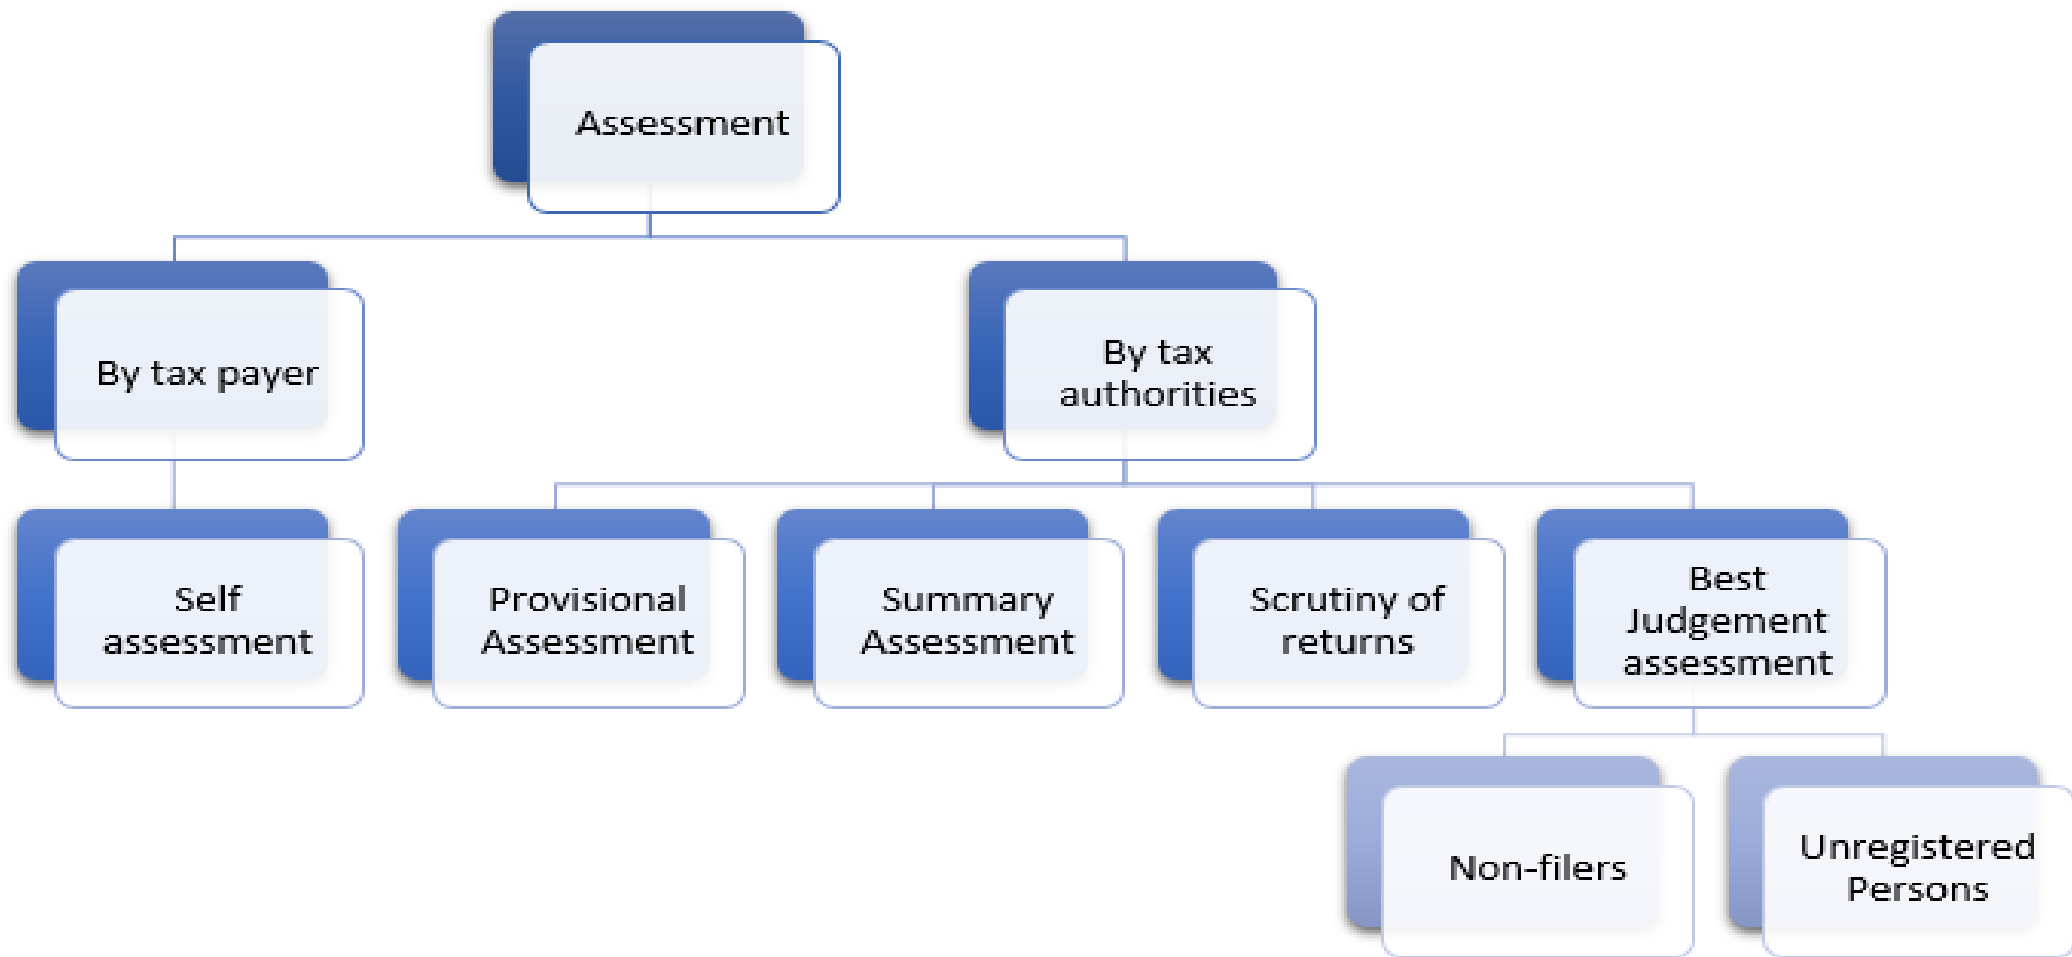 Assessment
By tax payer
By tax
authorities
Self
assessment
Provisional
Assessment
Summary
Assessment
Scrutiny of
returns
Best
Judgement
assessment
Non-filers
Unregistered
Persons